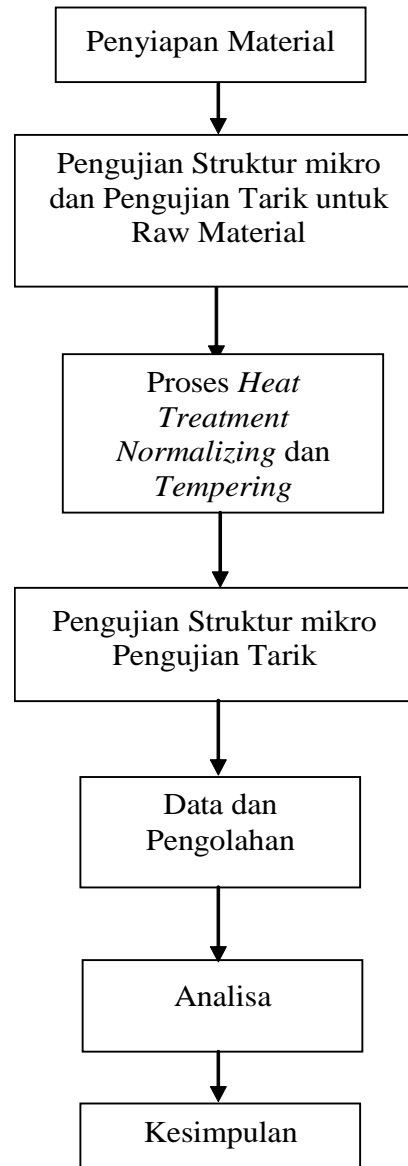 Penyiapan Material
Pengujian Struktur mikro
dan Pengujian Tarik untuk
Raw Material
Proses Heat
Treatment
Normalizing dan
Tempering
Pengujian Struktur mikro
Pengujian Tarik
Data dan
Pengolahan
Analisa
Kesimpulan